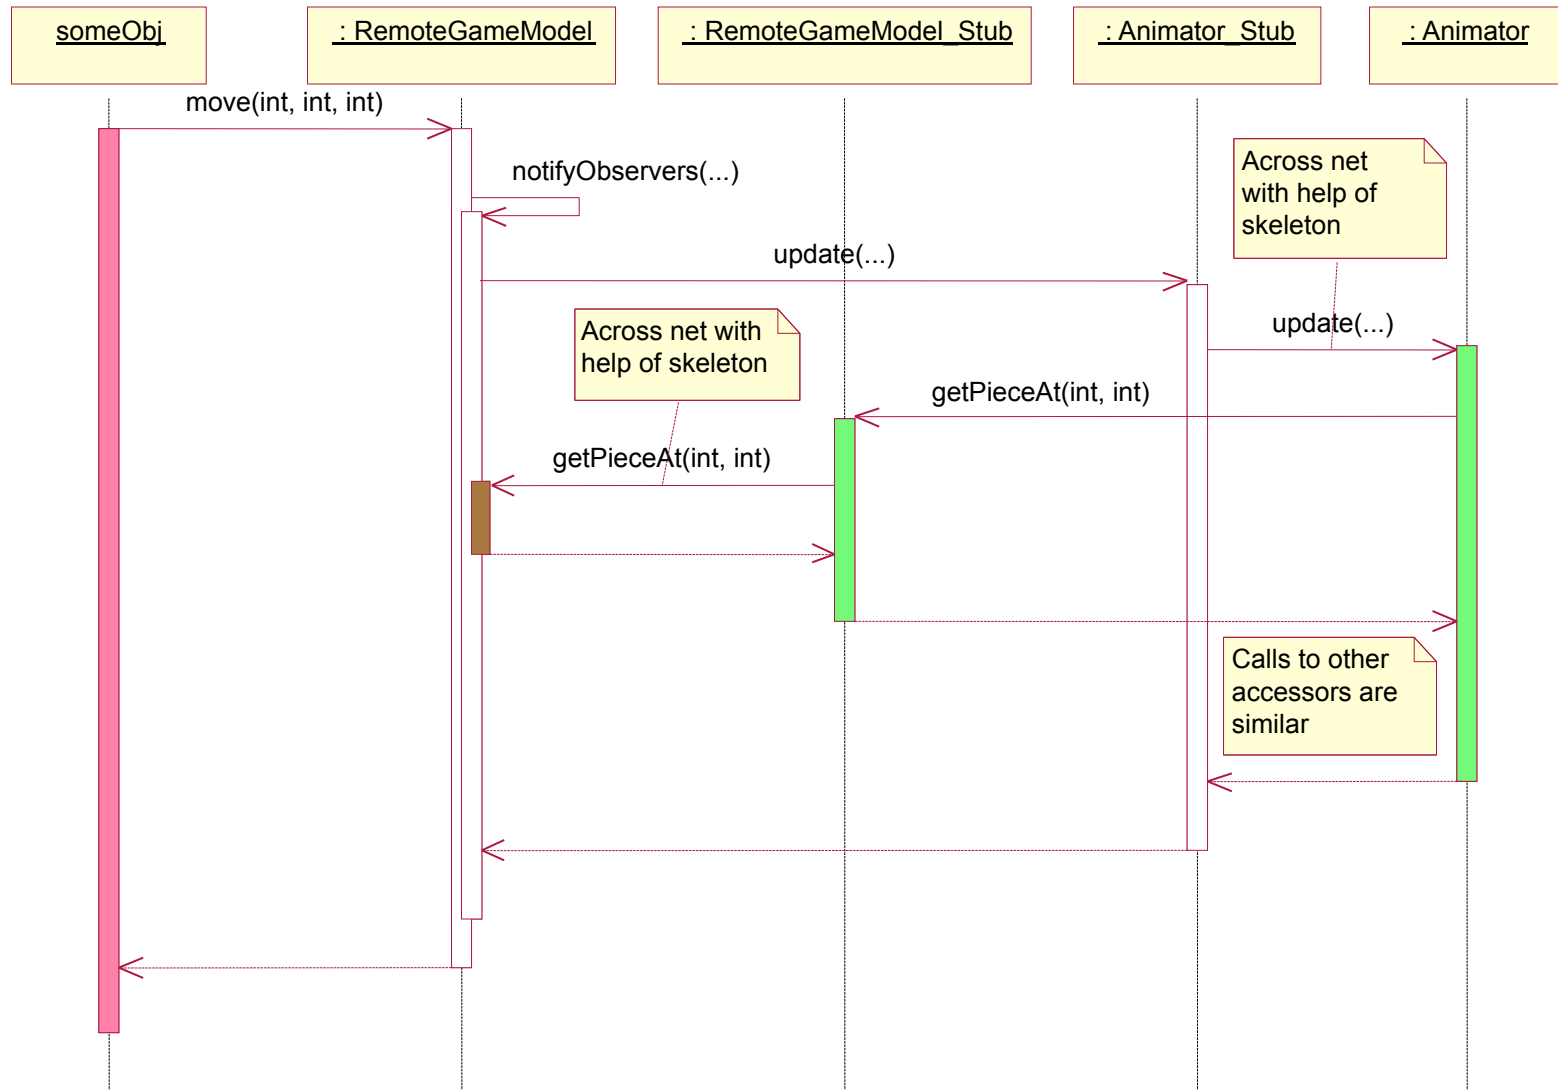 someObj
: RemoteGameModel
: RemoteGameModel_Stub
: Animator_Stub
: Animator
move(int, int, int)
notifyObservers(...)
Across net
with help of
skeleton
update(...)
Across net with
help of skeleton
update(...)
getPieceAt(int, int)
getPieceAt(int, int)
Calls to other
accessors are
similar